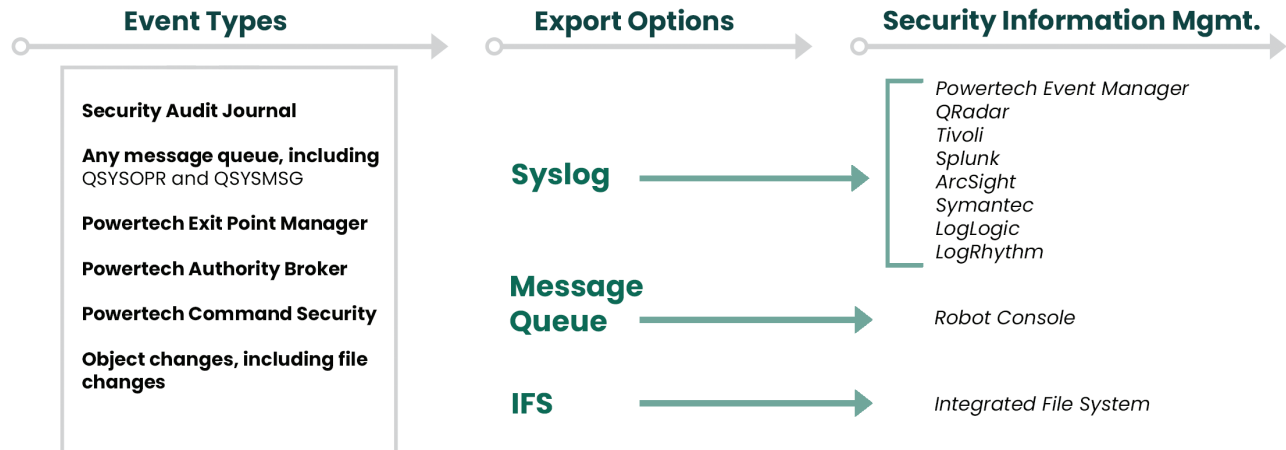 Event Types
Security Audit Journal
Any message queue, including
QSYSOPR and QSYSMSG
Powertech Exit Point Manager
Powertech Authority Broker
Powertech Command Security
Object changes, including file
changes
Export Options
Syslog
Message
Queue
IFS
Security Information Mgmt.
Powertech Event Manager
QRadar
Tivoli
Splunk
ArcSight
Symantec
LogLogic
LogRhythm
Robot Console
Integrated File System